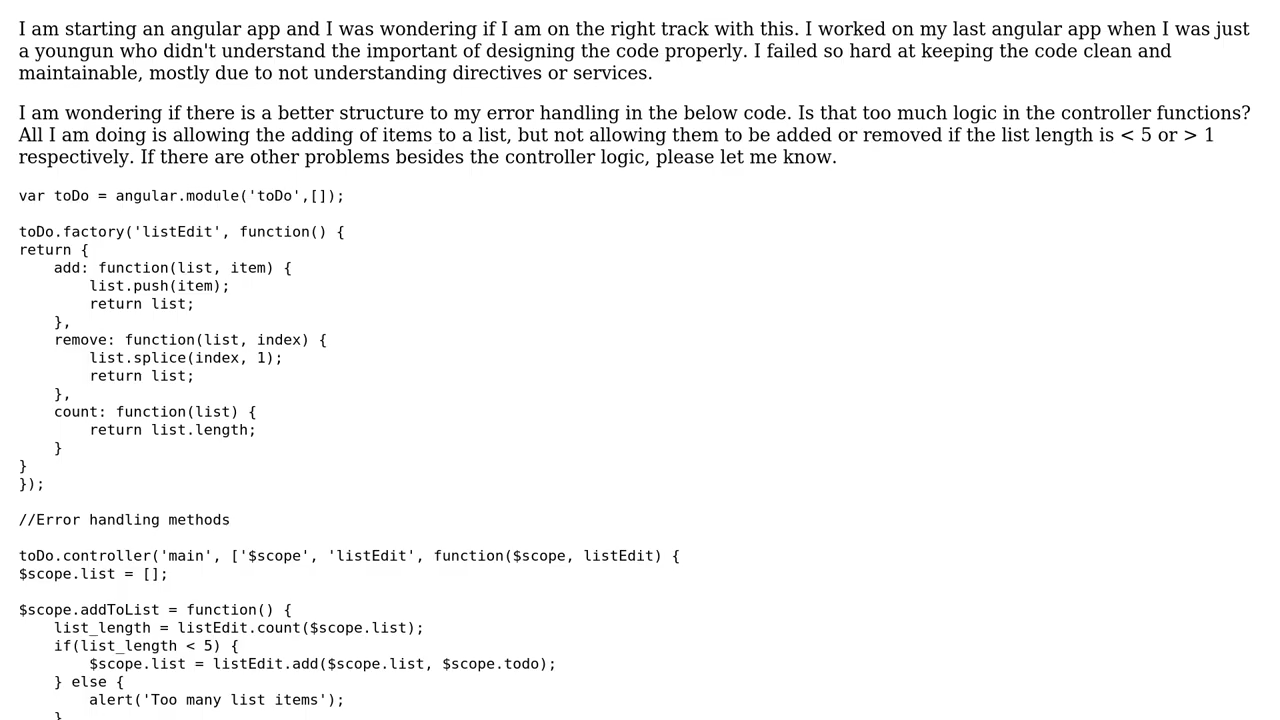 I am starting an angular app and I was wondering if I am on the right track with this. I worked on my last angular app when I was just
a youngun who didn't understand the important of designing the code properly. I failed so hard at keeping the code clean and
maintainable, mostly due to not understanding directives or services.
I am wondering if there is a better structure to my error handling in the below code. Is that too much logic in the controller functions?
All I am doing is allowing the adding of items to a list, but not allowing them to be added or removed if the list length is < 5 or > 1
respectively. If there are other problems besides the controller logic, please let me know.
var toDo = angular.module('toDo',[]);
toDo.factory('listEdit', function() {
return {
    add: function(list, item) {
        list.push(item);
        return list;
    },
    remove: function(list, index) {
        list.splice(index, 1);
        return list;
    },
    count: function(list) {
        return list.length;
    }
}
});
//Error handling methods
toDo.controller('main', ['$scope', 'listEdit', function($scope, listEdit) {
$scope.list = [];
$scope.addToList = function() {
    list_length = listEdit.count($scope.list);
    if(list_length < 5) {
        $scope.list = listEdit.add($scope.list, $scope.todo);
    } else {
        alert('Too many list items');
    }